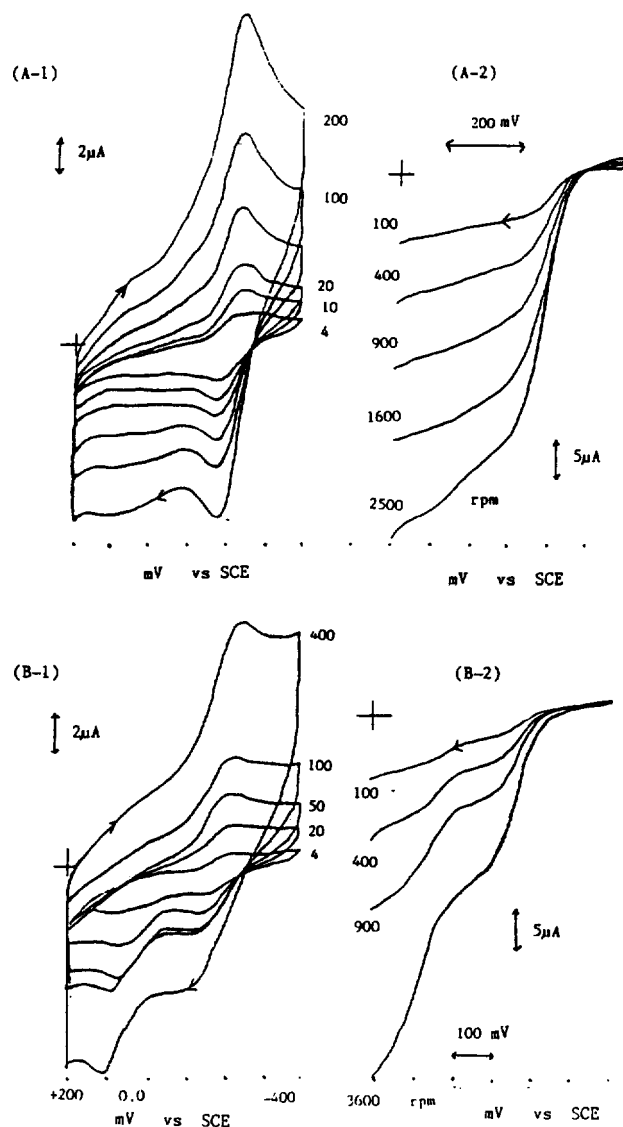 (A-1)
(A-2)
2µA
200 mV
200
100
20
10
4
100
400
900
1600
2500
rpm
5µA
mV vs SCE
mV vs SCE
(B-1)
(B-2)
2µA
400
100
50
20
4
100
400
900
5µA
100 mV
+200 0.0 -400
3600 rpm
mV vs SCE
mV vs SCE